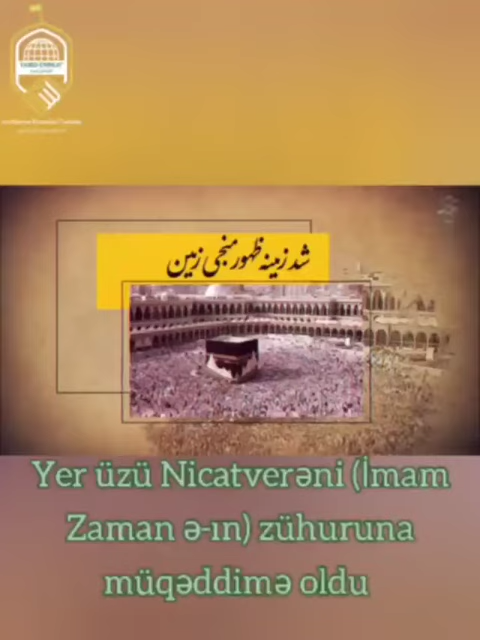 شد زمینه ظهور منجی زمین
Yer üzü Nicatverəni (İmam
Zaman ə-ın) zühuruna
müqəddimə oldu